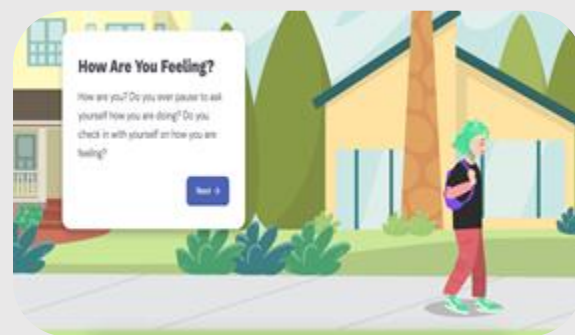 How Are You Feeling?
How are you? Do you ever pause to ask
yourself how you are doing? Do you
check in with yourself on how you are
feeling?
Next →